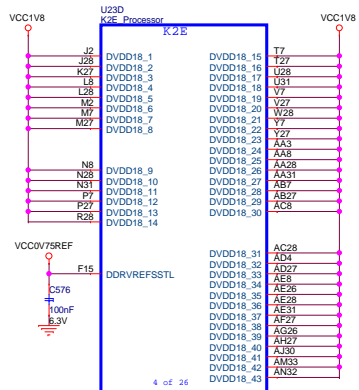 U23D
K2E_Processor
VCC1V8
K2E
VCC1V8
J2 DVDD18_1
J28 DVDD18_2
K27 DVDD18_3
L8 DVDD18_4
L28 DVDD18_5
M2 DVDD18_6
M7 DVDD18_7
M27 DVDD18_8
N8 DVDD18_9
N28 DVDD18_10
N31 DVDD18_11
P7 DVDD18_12
P27 DVDD18_13
R28 DVDD18_14
VCC0V75REF
F15 DDRVREFSSTL
C576
100nF
6.3V
DVDD18_15 T7
DVDD18_16 T27
DVDD18_17 U28
DVDD18_18 U31
DVDD18_19 V7
DVDD18_20 V27
DVDD18_21 W28
DVDD18_22 Y7
DVDD18_23 Y27
DVDD18_24 AA3
DVDD18_25 AA8
DVDD18_26 AA28
DVDD18_27 AA31
DVDD18_28 AB7
DVDD18_29 AB27
DVDD18_30 AC8
DVDD18_31 AC28
DVDD18_32 AD4
DVDD18_33 AD27
DVDD18_34 AE8
DVDD18_35 AE26
DVDD18_36 AE28
DVDD18_37 AE31
DVDD18_38 AF27
DVDD18_39 AG26
DVDD18_40 AH27
DVDD18_41 AJ30
DVDD18_42 AM33
DVDD18_43 AN32
4 of 26